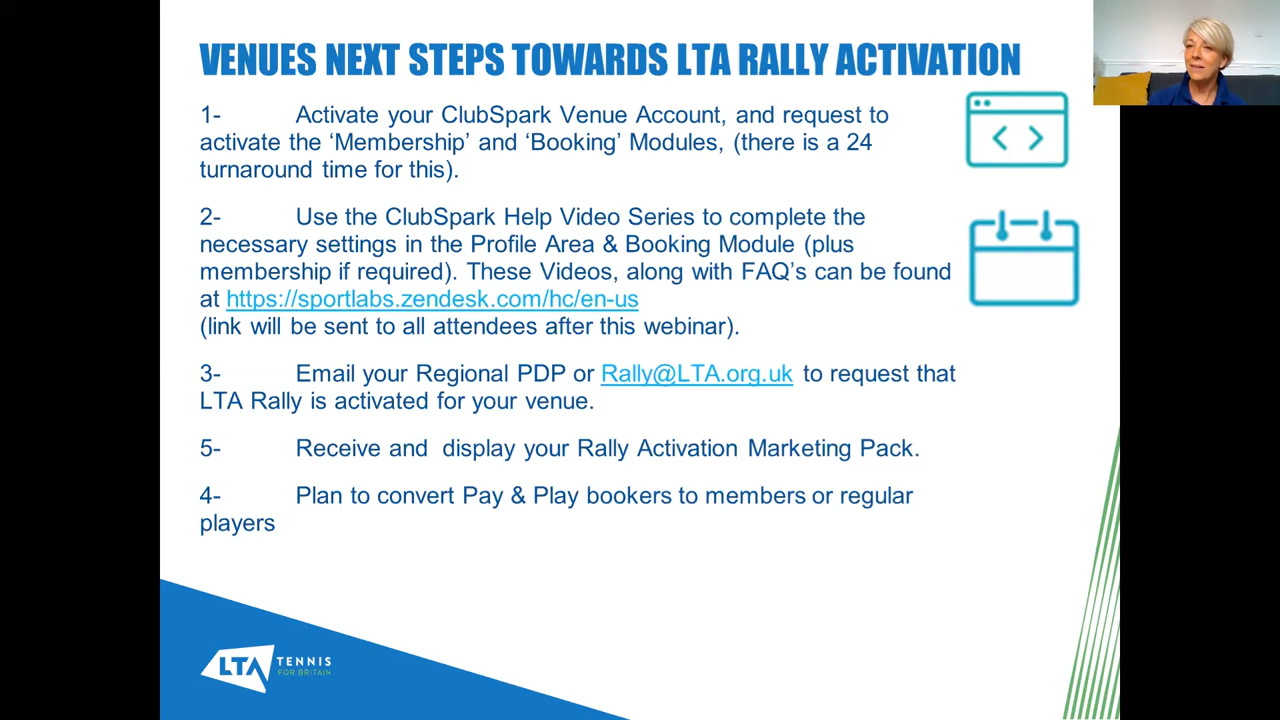 VENUES NEXT STEPS TOWARDS LTA RALLY ACTIVATION
1- Activate your ClubSpark Venue Account, and request to
activate the ‘Membership’ and ‘Booking’ Modules, (there is a 24
turnaround time for this).
2- Use the ClubSpark Help Video Series to complete the
necessary settings in the Profile Area & Booking Module (plus
membership if required). These Videos, along with FAQ’s can be found
at https://sportlabs.zendesk.com/hc/en-us
(link will be sent to all attendees after this webinar).
3- Email your Regional PDP or Rally@LTA.org.uk to request that
LTA Rally is activated for your venue.
5- Receive and display your Rally Activation Marketing Pack.
4- Plan to convert Pay & Play bookers to members or regular
players
LTA TENNIS
FOR BRITAIN